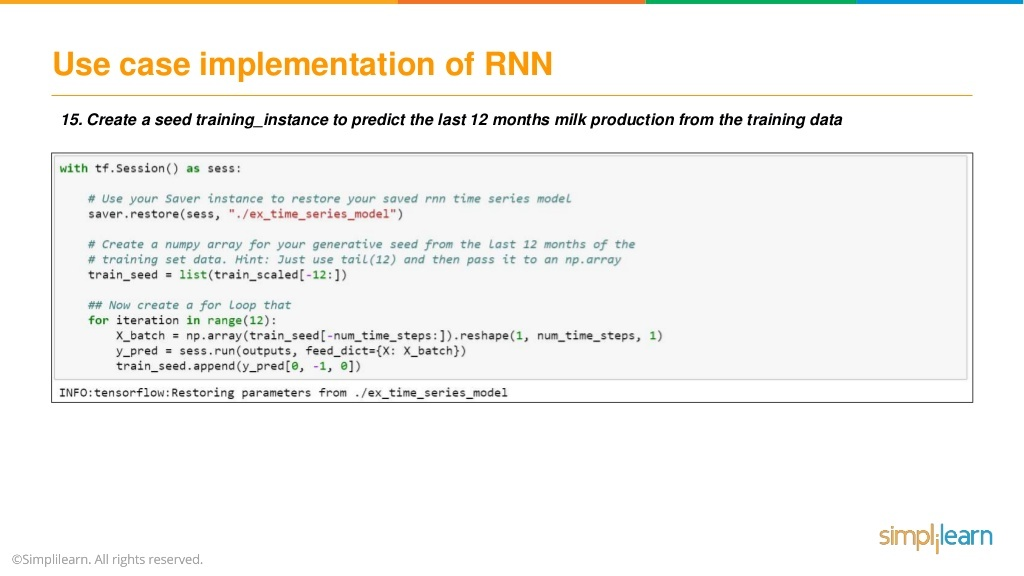 Use case implementation of RNN
15. Create a seed training_instance to predict the last 12 months milk production from the training data
with tf.Session() as sess:
# Use your Saver instance to restore your saved rnn time series model
saver.restore(sess, "./ex_time_series_model")
# Create a numpy array for your generative seed from the last 12 months of the
# training set data. Hint: Just use tail(12) and then pass it to an np.array
train_seed = list(train_scaled[-12:])
## Now create a for loop that
for iteration in range(12):
X_batch = np.array(train_seed[-num_time_steps:]).reshape(1, num_time_steps, 1)
y_pred = sess.run(outputs, feed_dict={X: X_batch})
train_seed.append(y_pred[0, -1, 0])
INFO:tensorflow:Restoring parameters from ./ex_time_series_model
simplilearn
©Simplilearn. All rights reserved.